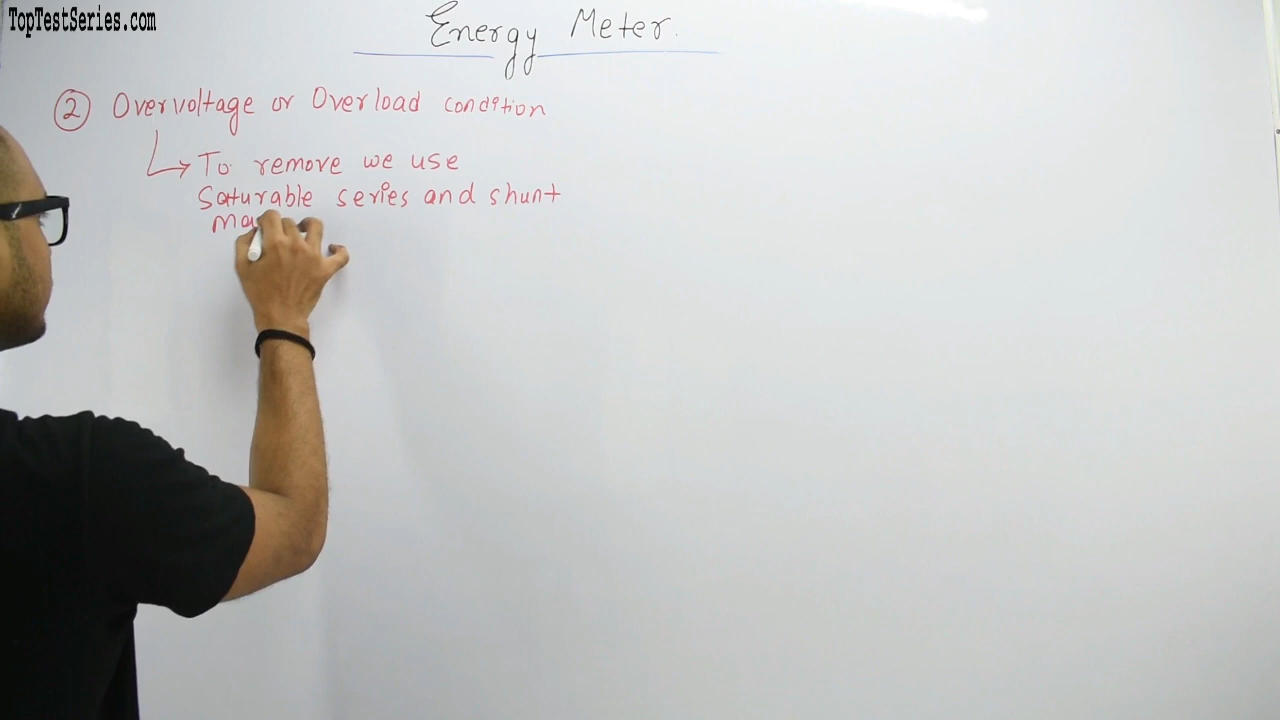 TopTestSeries.com
Energy Meter.
2 Overvoltage or Overload condition
To remove we use
Saturable series and shunt